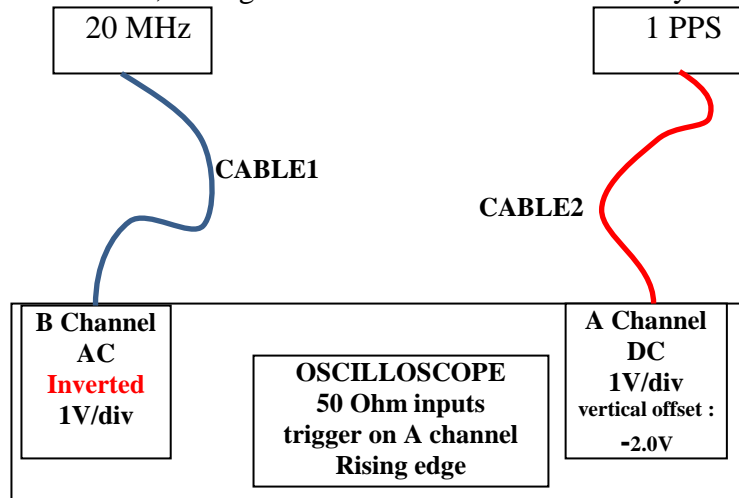 20 MHz
1 PPS
CABLE1
CABLE2
B Channel
AC
Inverted
1V/div
OSCILLOSCOPE
50 Ohm inputs
trigger on A channel
Rising edge
A Channel
DC
1V/div
vertical offset :
-2.0V